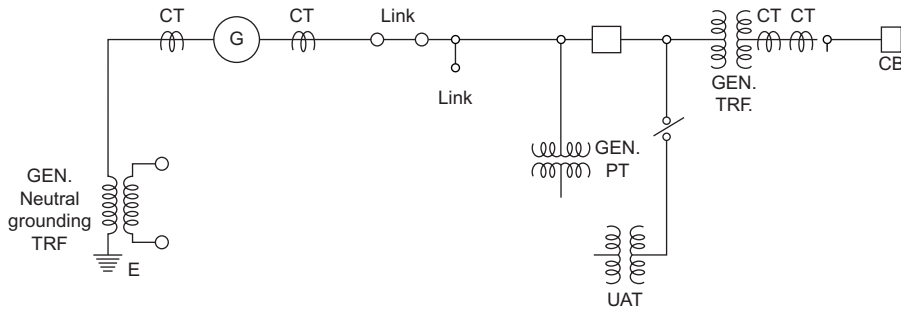 CT
CT
Link
CT CT
G
CB
Link
GEN.
TRF.
GEN.
PT
GEN.
Neutral
grounding
TRF
E
UAT